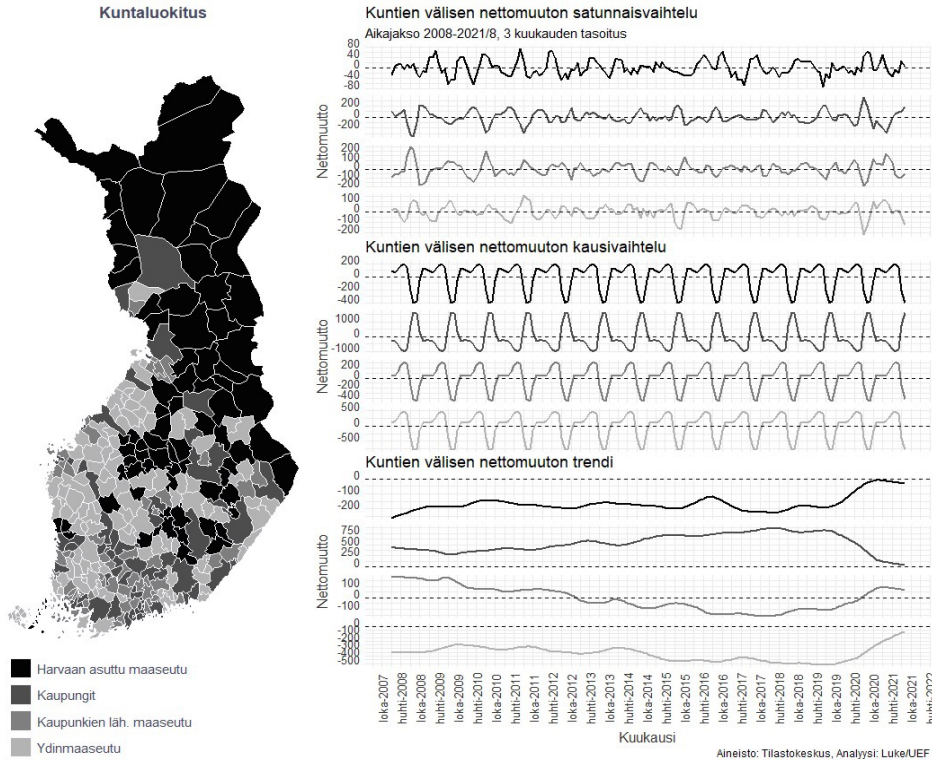 Kuntaluokitus
Harvaan asuttu maaseutu
Kaupungit
Kaupunkien läh. maaseutu
Ydinmaaseutu
Kuntien välisen nettomuuton satunnaisvaihtelu
Aikajakso 2008-2021/8, 3 kuukauden tasoitus
Nettomuutto
80
40
0
-40
-80
200
0
-200
200
100
0
-100
-200
100
0
-100
-200
Kuntien välisen nettomuuton kausivaihtelu
Nettomuutto
200
0
-200
-400
1000
0
-1000
200
0
-200
-400
500
0
-500
Kuntien välisen nettomuuton trendi
Nettomuutto
0
-100
-200
750
500
250
0
100
0
-100
0
-100
-200
-300
-400
-500
loka-2007
huhti-2008
loka-2008
huhti-2009
loka-2009
huhti-2010
loka-2010
huhti-2011
loka-2011
huhti-2012
loka-2012
huhti-2013
loka-2013
huhti-2014
loka-2014
huhti-2015
loka-2015
huhti-2016
loka-2016
huhti-2017
loka-2017
huhti-2018
loka-2018
huhti-2019
loka-2019
huhti-2020
loka-2020
huhti-2021
loka-2021
huhti-2022
Kuukausi
Aineisto: Tilastokeskus, Analyysi: Luke/UEF